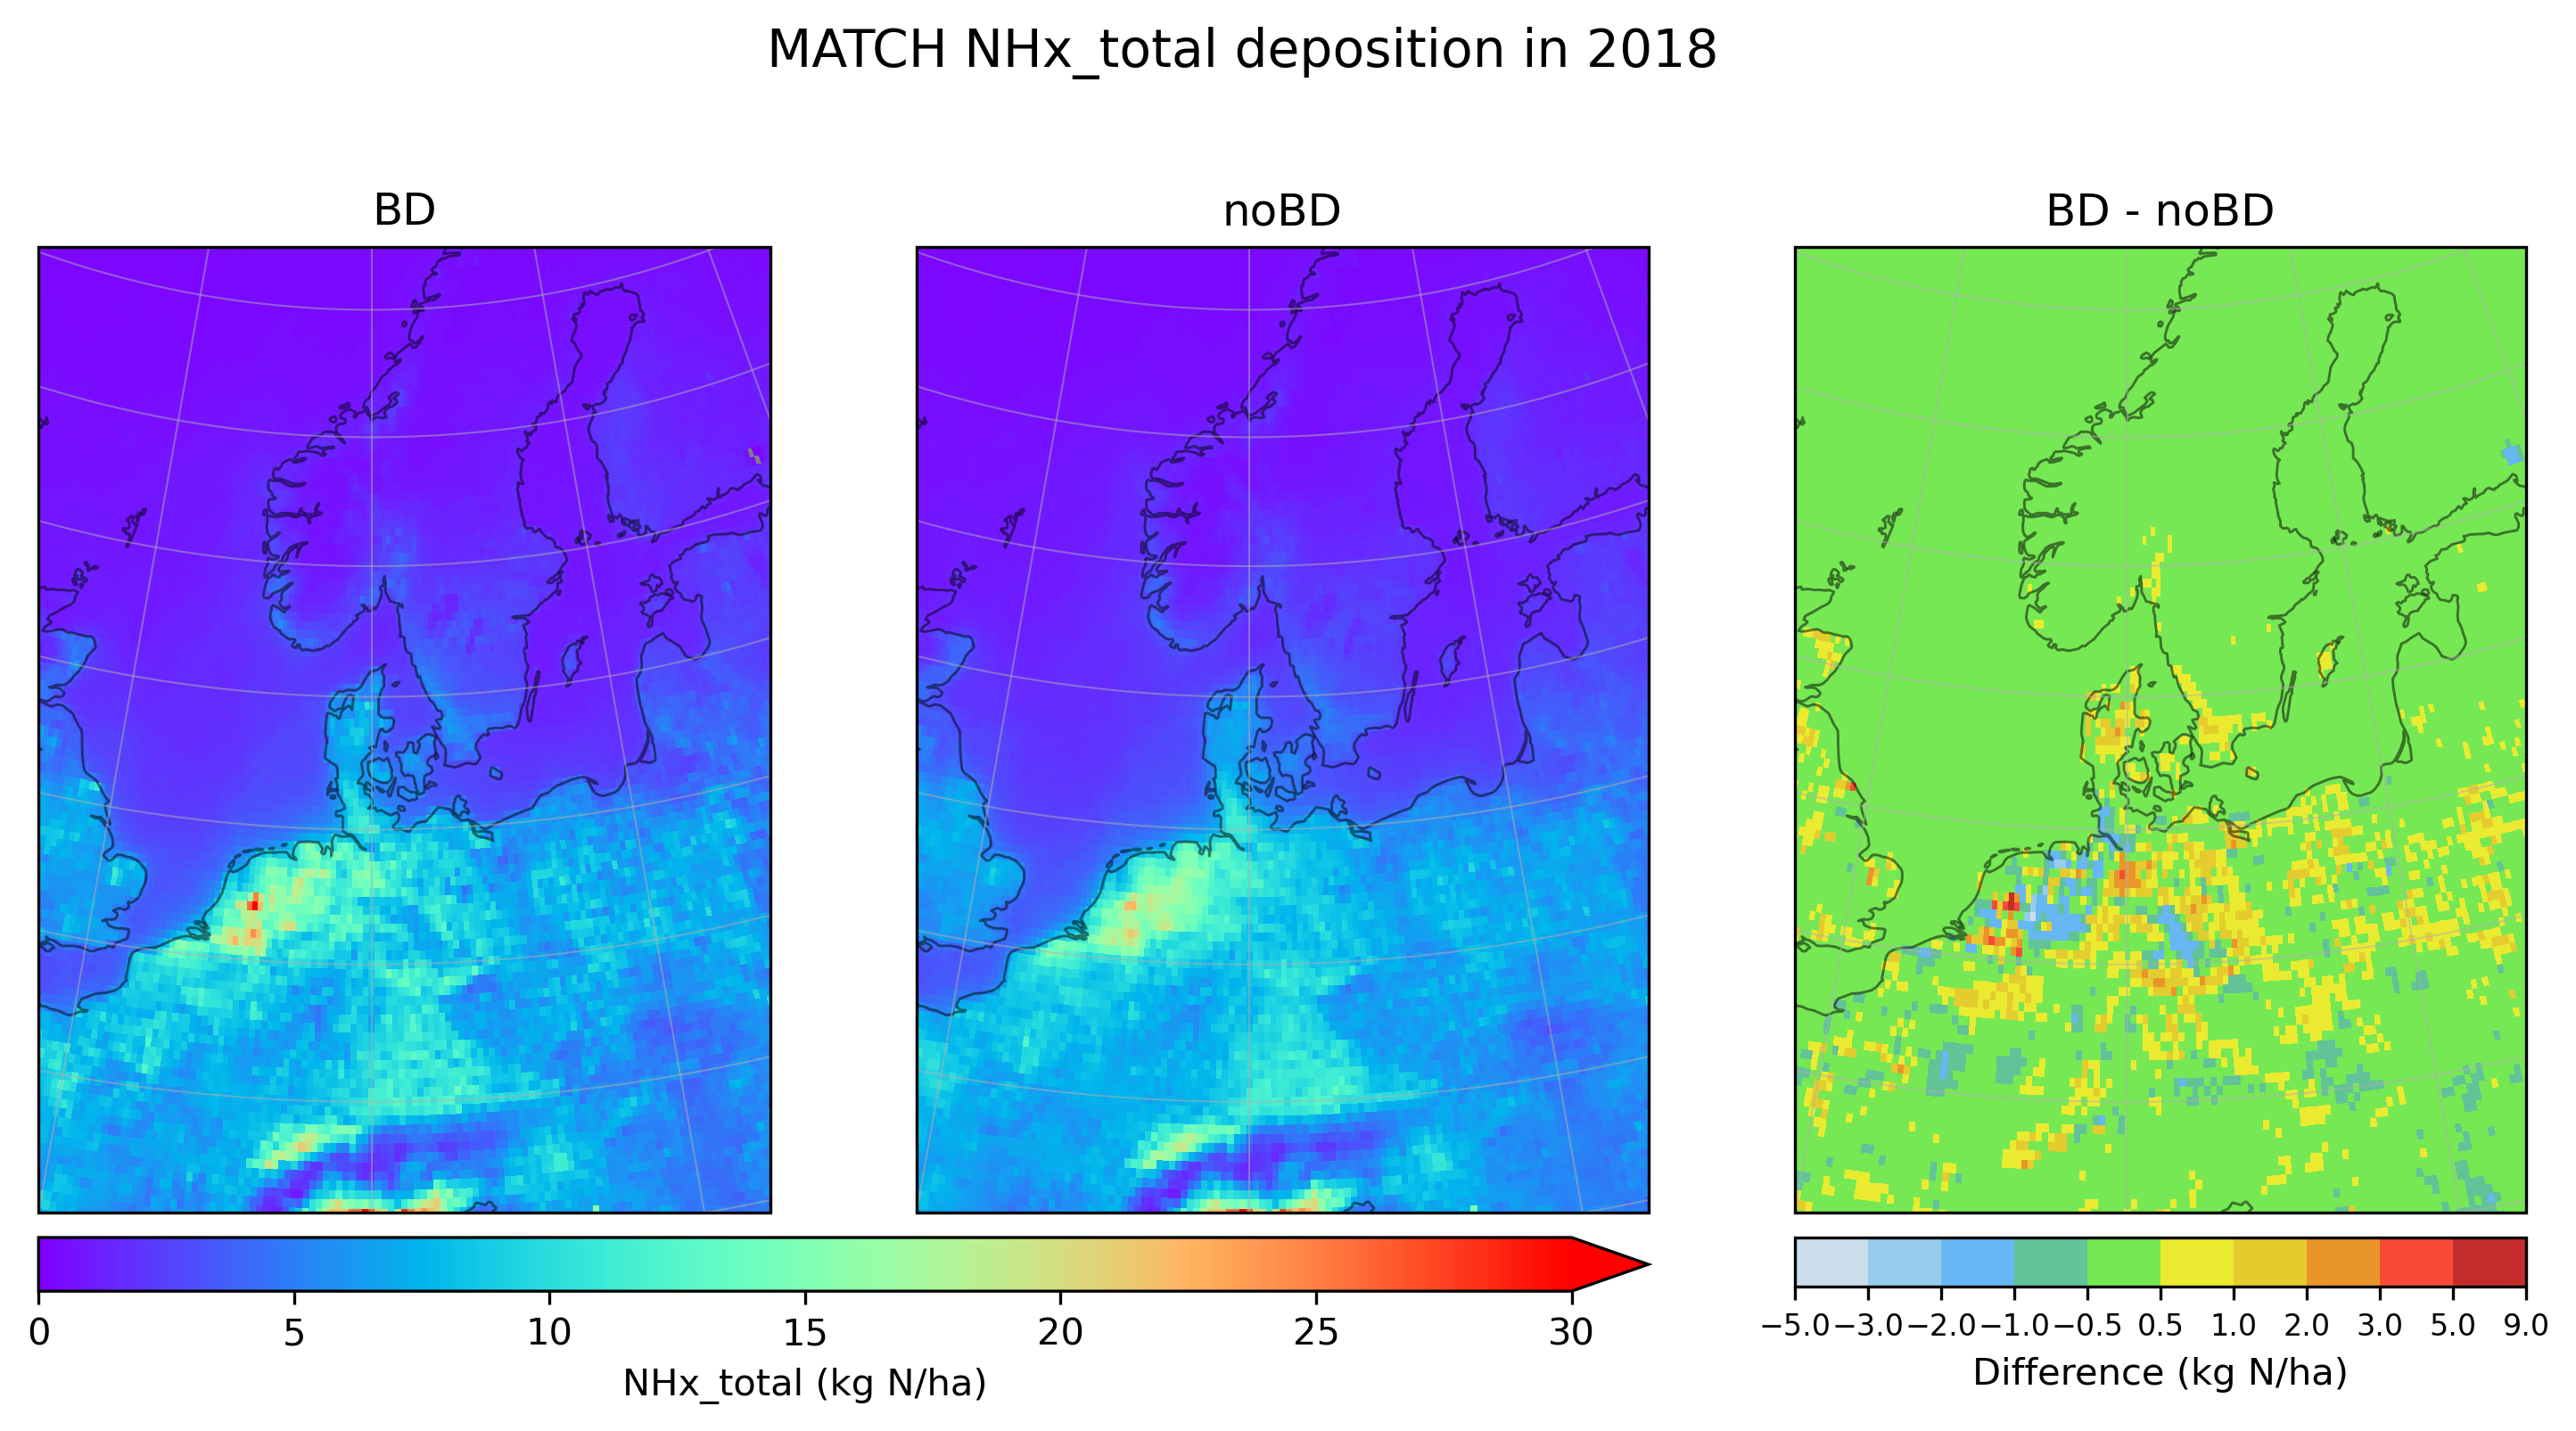 MATCH NHx_total deposition in 2018
BD
noBD
BD - noBD
0 5 10 15 20 25 30
NHx_total (kg N/ha)
−5.0 −3.0 −2.0 −1.0 −0.5 0.5 1.0 2.0 3.0 5.0 9.0
Difference (kg N/ha)